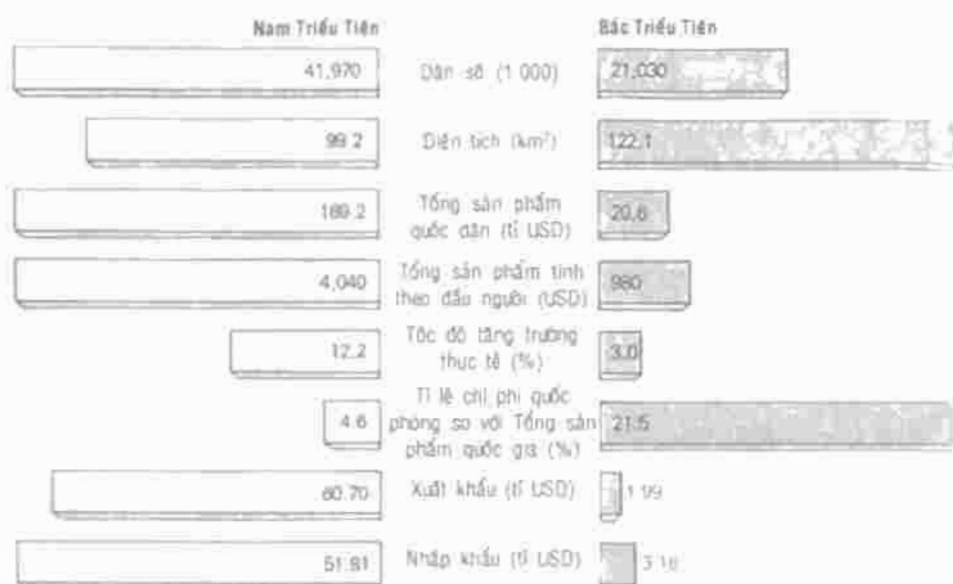 Nam Triều Tiên Bắc Triều Tiên
41,970 Dân số (1 000) 21,030
99.2 Diện tích (km²) 122.1
Tổng sản phẩm
189.2 quốc dân (tỉ USD) 20.6
Tổng sản phẩm tính
4,040 theo đầu người (USD) 980
Tốc độ tăng trưởng
12.2 thực tế (%) 3.0
Tỉ lệ chi phí quốc
4.6 phòng so với Tổng sản 21.5
phẩm quốc gia (%)
60.70 Xuất khẩu (tỉ USD) 1.99
51.81 Nhập khẩu (tỉ USD) 3.18